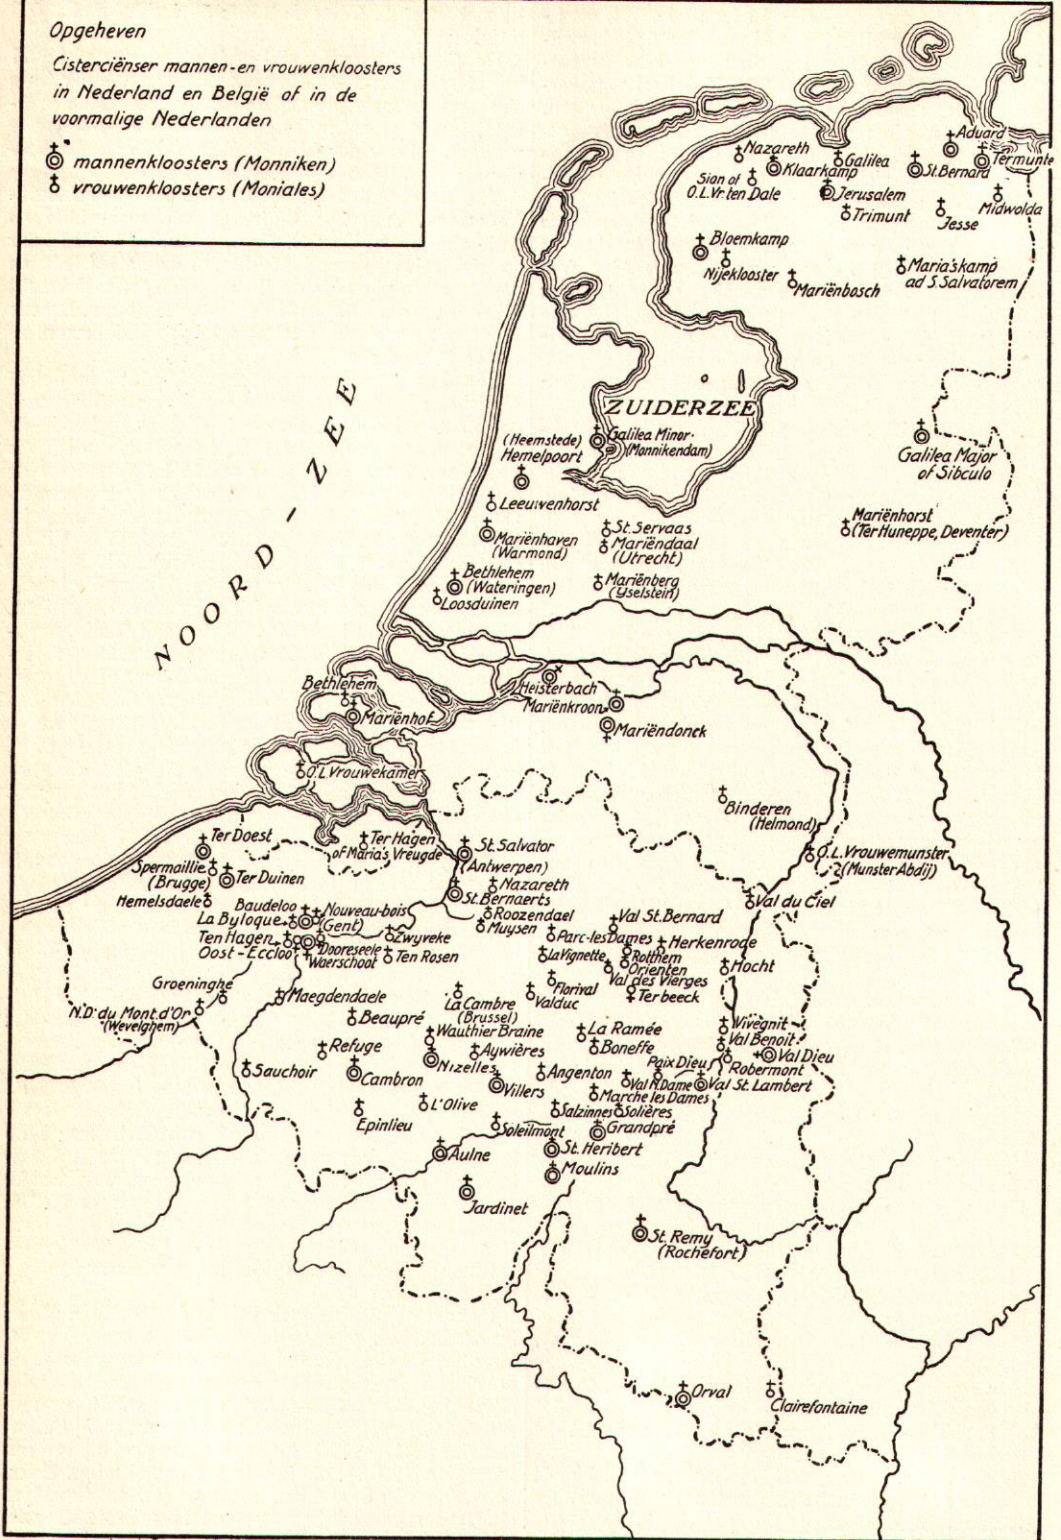 Opgeheven
Cisterciënser mannen-en vrouwenkloosters
in Nederland en België of in de
voormalige Nederlanden
mannenkloosters (Monniken)
vrouwenkloosters (Moniales)
NOORD-ZEE
ZUIDERZEE
Aduard
Termunte
Nazareth
Klaarkamp
Galilea
St. Bernard
Sion of
O.L.Vr. ten Dale
Jerusalem
Trimunt
Jesse
Midwolda
Bloemkamp
Nijeklooster
Mariënbosch
Maria'skamp
ad S. Salvatorem
(Heemstede)
Hemelpoort
Galilea Minor
(Monnikendam)
Galilea Major
of Sibculo
Leeuwenhorst
Mariënhaven
(Warmond)
St. Servaas
Mariëndaal
(Utrecht)
Mariënhorst
(Ter Huneppe, Deventer)
Bethlehem
(Wateringen)
Loosduinen
Mariënberg
(Yselstein)
Bethlehem
Mariënhof
Heisterbach
Mariënkroon
Mariëndonck
O.L. Vrouwekamer
Binderen
(Helmond)
Ter Doest
Ter Hagen
of Maria's Vreugde
St. Salvator
(Antwerpen)
O.L. Vrouwemunster
(Munster Abdij)
Spermaillie
(Brugge)
Ter Duinen
Hemelsdaele
Nazareth
St. Bernaerts
Val du Ciel
Baudeloo
La Byloque
Nouveau-bois
(Gent)
Roozendael
Muysen
Val St. Bernard
Ten Hagen
Oost-Eccloo
Dooreseele
Waerschoot
Zwyveke
Ten Rosen
Parc-les Dames
La Vignette
Herkenrode
Rotthem
Orienten
Hocht
Val des Vierges
Terbeeck
Groeninghe
N.D. du Mont. d'Or
(Wevelghem)
Maegdendaele
La Cambre
(Brussel)
Florival
Valduc
Beaupré
Wauthier Braine
La Ramée
Boneffe
Vivegnit
Val Benoit
Val Dieu
Robermont
Refuge
Aywières
Nizelles
Sauchoir
Cambron
Villers
Angenton
Paix Dieu
Val N. Dame
Val St. Lambert
Marche les Dames
L'Olive
Epinlieu
Salzinnes
Solières
Soleilmont
Grandpré
Aulne
St. Heribert
Moulins
Jardinet
St. Remy
(Rochefort)
Orval
Clairefontaine